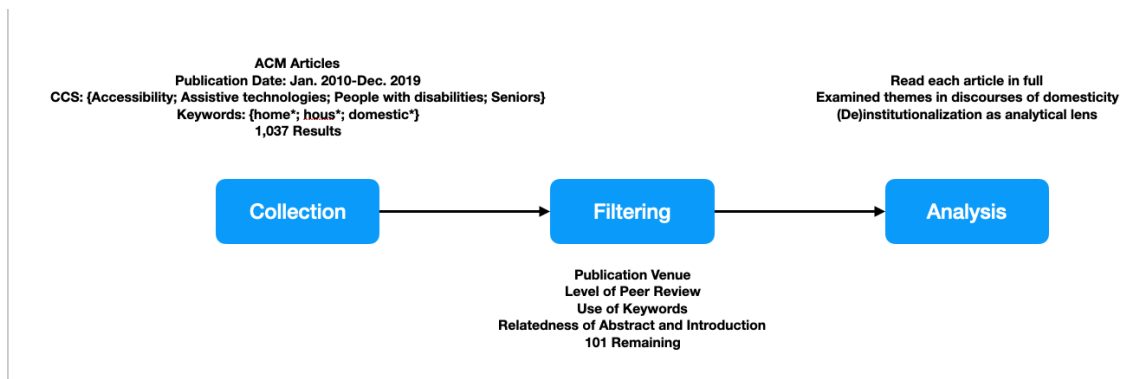 ACM Articles
Publication Date: Jan. 2010-Dec. 2019
CCS: {Accessibility; Assistive technologies; People with disabilities; Seniors}
Keywords: {home*; hous*; domestic*}
1,037 Results
Read each article in full
Examined themes in discourses of domesticity
(De)institutionalization as analytical lens
Collection
Filtering
Analysis
Publication Venue
Level of Peer Review
Use of Keywords
Relatedness of Abstract and Introduction
101 Remaining